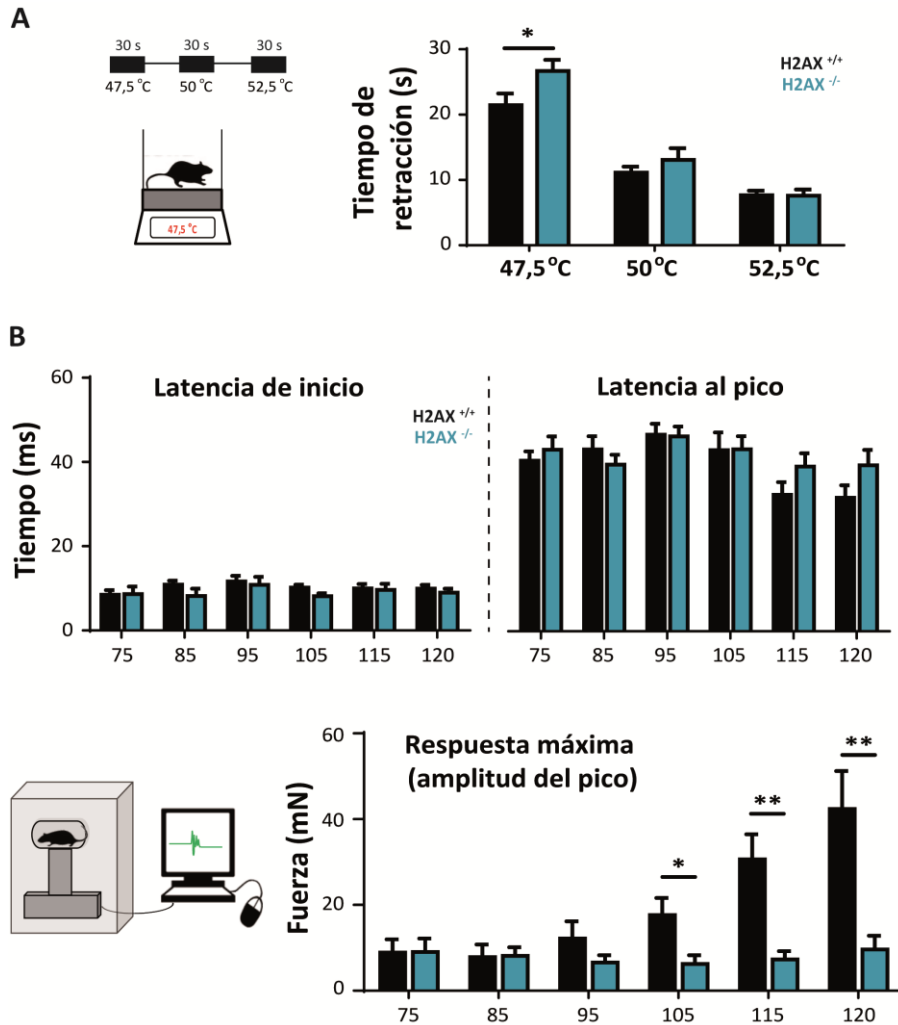 A
30 s 30 s 30 s
47,5 °C 50 °C 52,5 °C
47,5 °C
Tiempo de
retracción (s)
30
20
10
0
*
H2AX +/+
H2AX -/-
47,5°C 50°C 52,5°C
B
Tiempo (ms)
60
40
20
0
Latencia de inicio
H2AX +/+
H2AX -/-
75 85 95 105 115 120
Latencia al pico
75 85 95 105 115 120
Fuerza (mN)
60
40
20
0
Respuesta máxima
(amplitud del pico)
* ** **
75 85 95 105 115 120